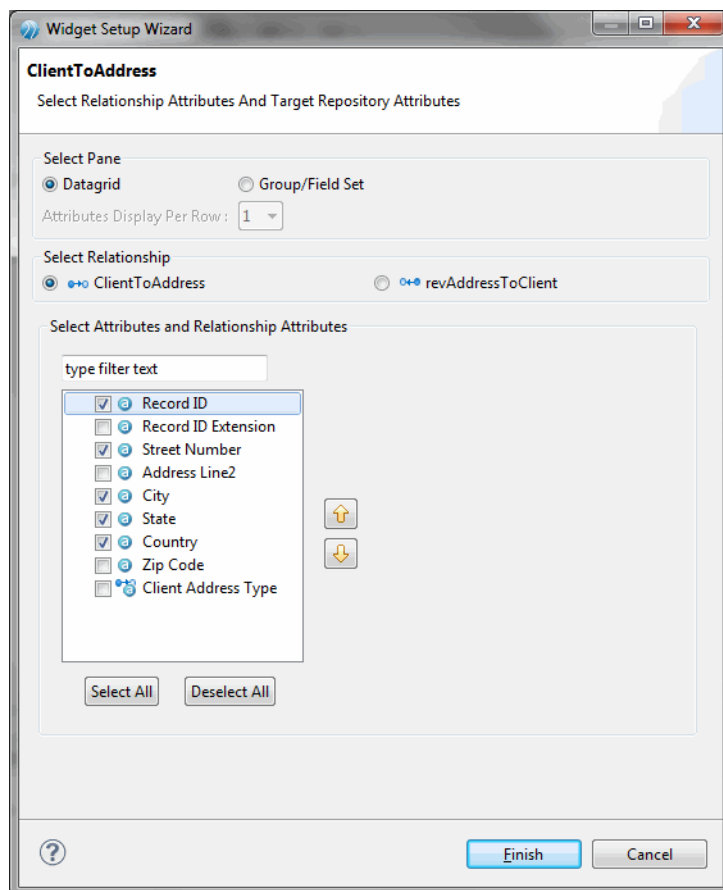 Widget Setup Wizard
ClientToAddress
Select Relationship Attributes And Target Repository Attributes
Select Pane
Datagrid Group/Field Set
Attributes Display Per Row : 1
Select Relationship
ClientToAddress revAddressToClient
Select Attributes and Relationship Attributes
type filter text
Record ID
Record ID Extension
Street Number
Address Line2
City
State
Country
Zip Code
Client Address Type
Select All Deselect All
Finish Cancel